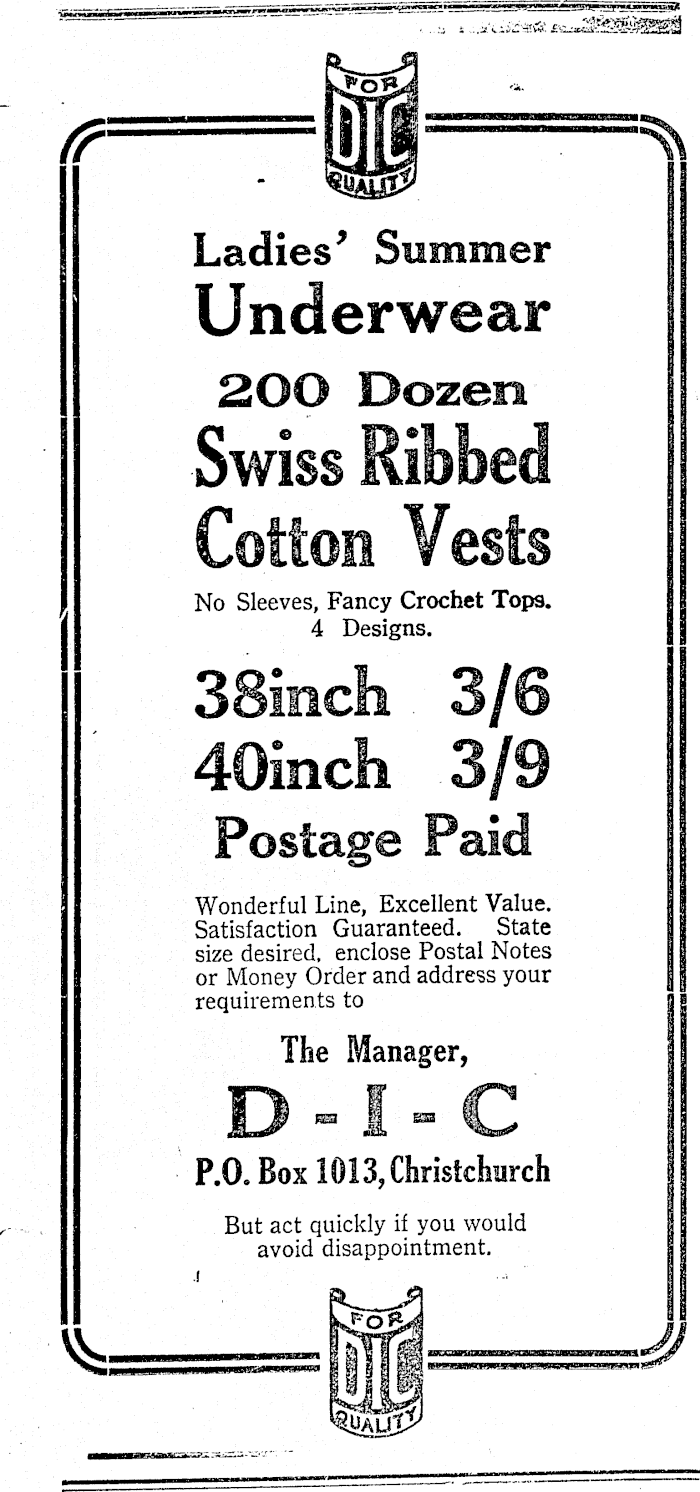 FOR
DIC
QUALITY
Ladies' Summer
Underwear
200 Dozen
Swiss Ribbed
Cotton Vests
No Sleeves, Fancy Crochet Tops.
4 Designs.
38inch 3/6
40inch 3/9
Postage Paid
Wonderful Line, Excellent Value.
Satisfaction Guaranteed. State
size desired, enclose Postal Notes
or Money Order and address your
requirements to
The Manager,
D - I - C
P.O. Box 1013, Christchurch
But act quickly if you would
avoid disappointment.
FOR
DIC
QUALITY